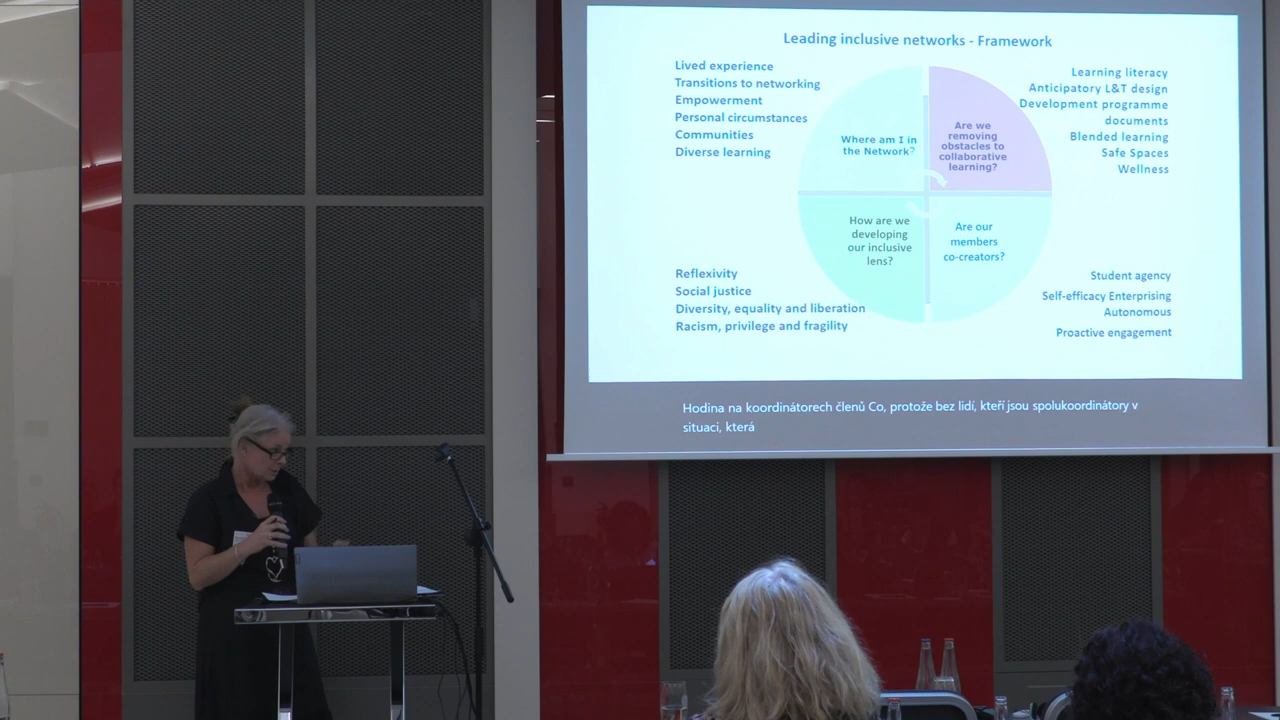 Leading inclusive networks - Framework
Lived experience
Transitions to networking
Empowerment
Personal circumstances
Communities
Diverse learning
Learning literacy
Anticipatory L&T design
Development programme
documents
Blended learning
Safe Spaces
Wellness
Where am I in
the Network?
Are we
removing
obstacles to
collaborative
learning?
How are we
developing
our inclusive
lens?
Are our
members
co-creators?
Reflexivity
Social justice
Diversity, equality and liberation
Racism, privilege and fragility
Student agency
Self-efficacy Enterprising
Autonomous
Proactive engagement
Hodina na koordinátorech členů Co, protože bez lidí, kteří jsou spolukoordinátory v
situaci, která